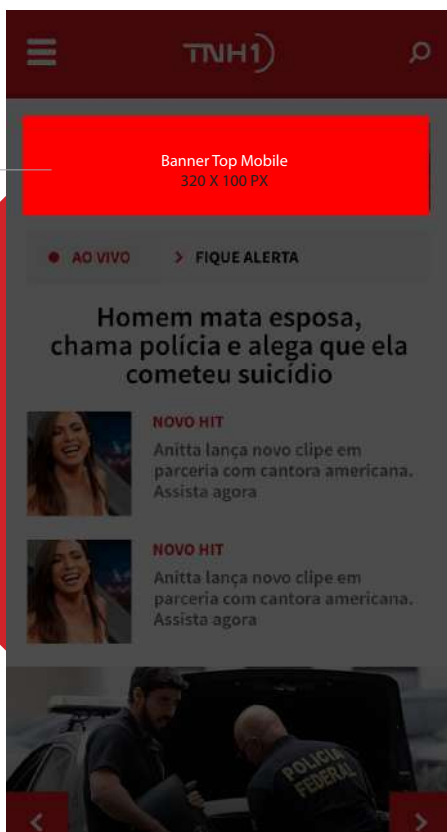 TNH1
Banner Top Mobile
320 X 100 PX
AO VIVO
FIQUE ALERTA
Homem mata esposa,
chama polícia e alega que ela
cometeu suicídio
NOVO HIT
Anitta lança novo clipe em
parceria com cantora americana.
Assista agora
NOVO HIT
Anitta lança novo clipe em
parceria com cantora americana.
Assista agora
POLICIA
FEDERAL